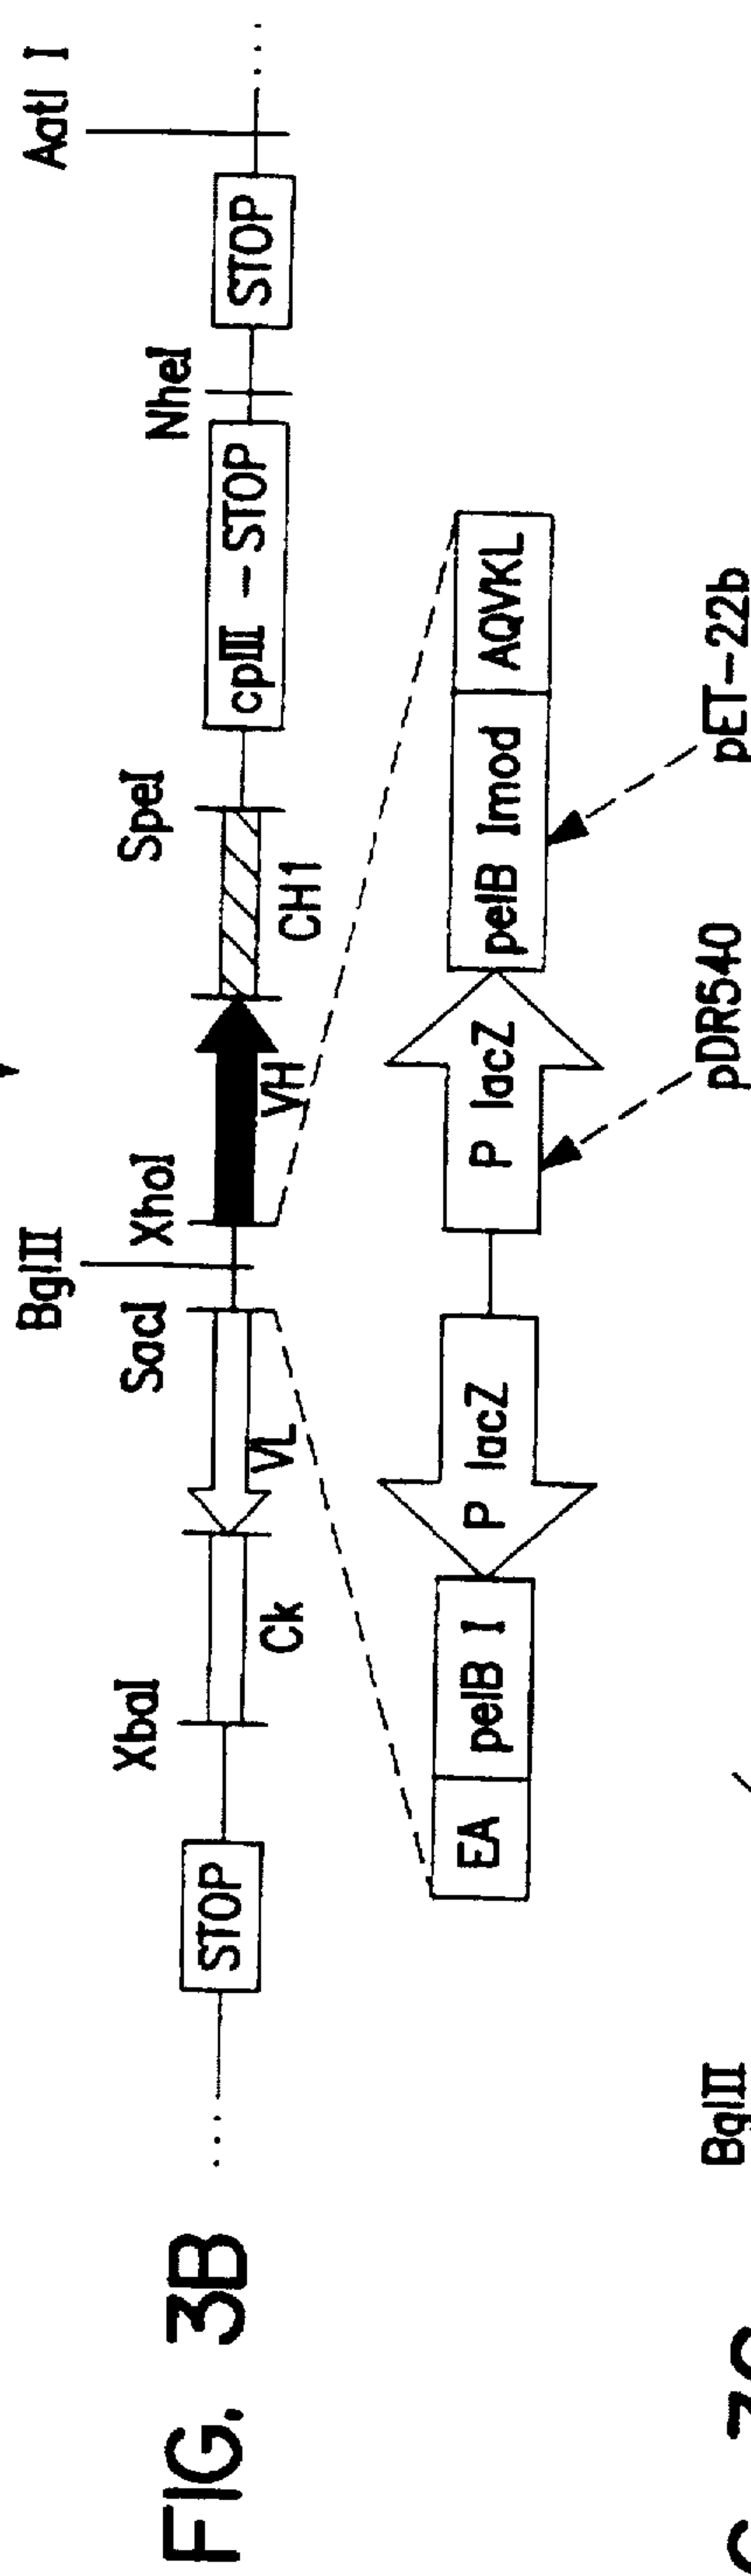 FIG. 3B
BglII
AatI I
XbaI
SacI
XhoI
SpeI
NheI
STOP
cpIII – STOP
STOP
Ck
VL
VH
CH1
EA
pelB I
P lacZ
P lacZ
pelB Imod
AQVKL
pDR540
pET-22b
BglII